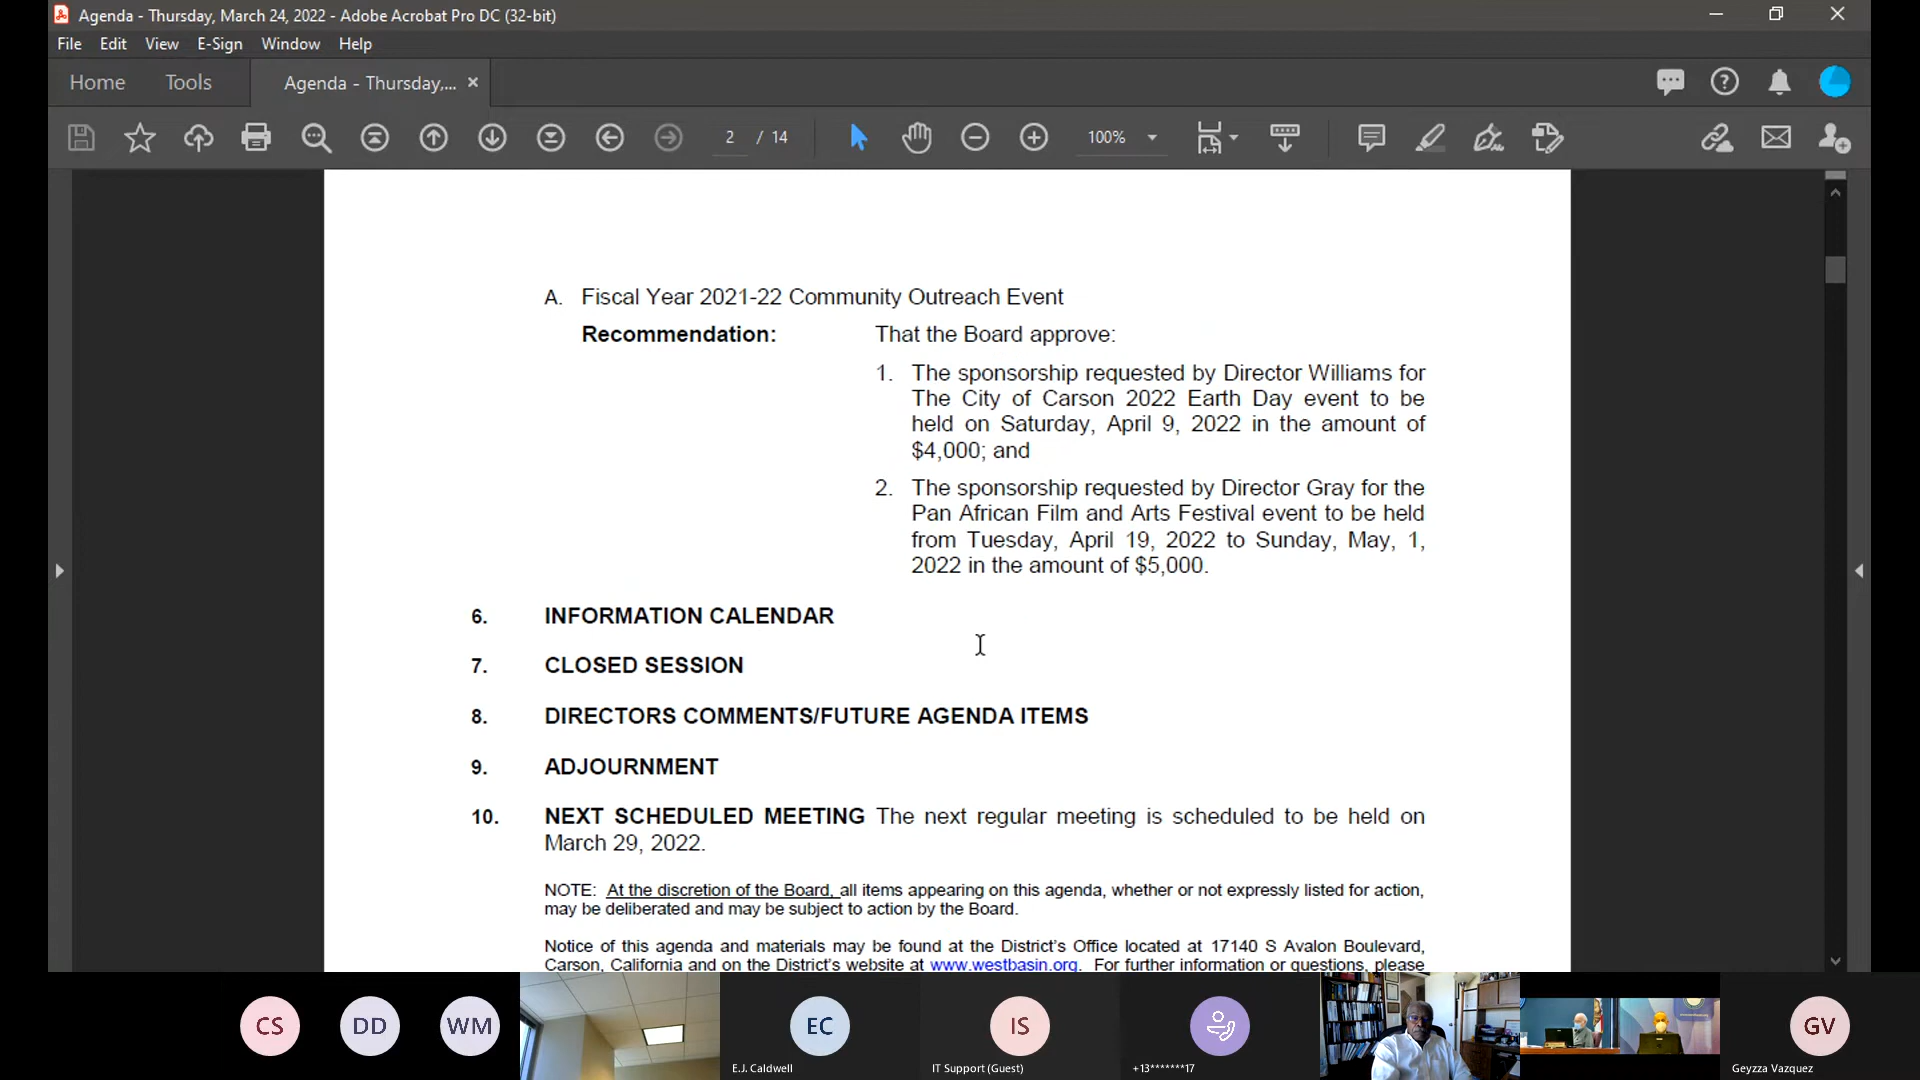 Agenda - Thursday, March 24, 2022 - Adobe Acrobat Pro DC (32-bit)
File Edit View E-Sign Window Help
Home Tools Agenda - Thursday,... ×
2 / 14 100%
A. Fiscal Year 2021-22 Community Outreach Event
Recommendation: That the Board approve:
1. The sponsorship requested by Director Williams for
The City of Carson 2022 Earth Day event to be
held on Saturday, April 9, 2022 in the amount of
$4,000; and
2. The sponsorship requested by Director Gray for the
Pan African Film and Arts Festival event to be held
from Tuesday, April 19, 2022 to Sunday, May, 1,
2022 in the amount of $5,000.
6. INFORMATION CALENDAR
7. CLOSED SESSION
8. DIRECTORS COMMENTS/FUTURE AGENDA ITEMS
9. ADJOURNMENT
10. NEXT SCHEDULED MEETING The next regular meeting is scheduled to be held on
March 29, 2022.
NOTE: At the discretion of the Board, all items appearing on this agenda, whether or not expressly listed for action,
may be deliberated and may be subject to action by the Board.
Notice of this agenda and materials may be found at the District's Office located at 17140 S Avalon Boulevard,
Carson, California and on the District's website at www.westbasin.org. For further information or questions, please
CS DD WM EC IS GV
E.J. Caldwell IT Support (Guest) +13*******17 Geyzza Vazquez